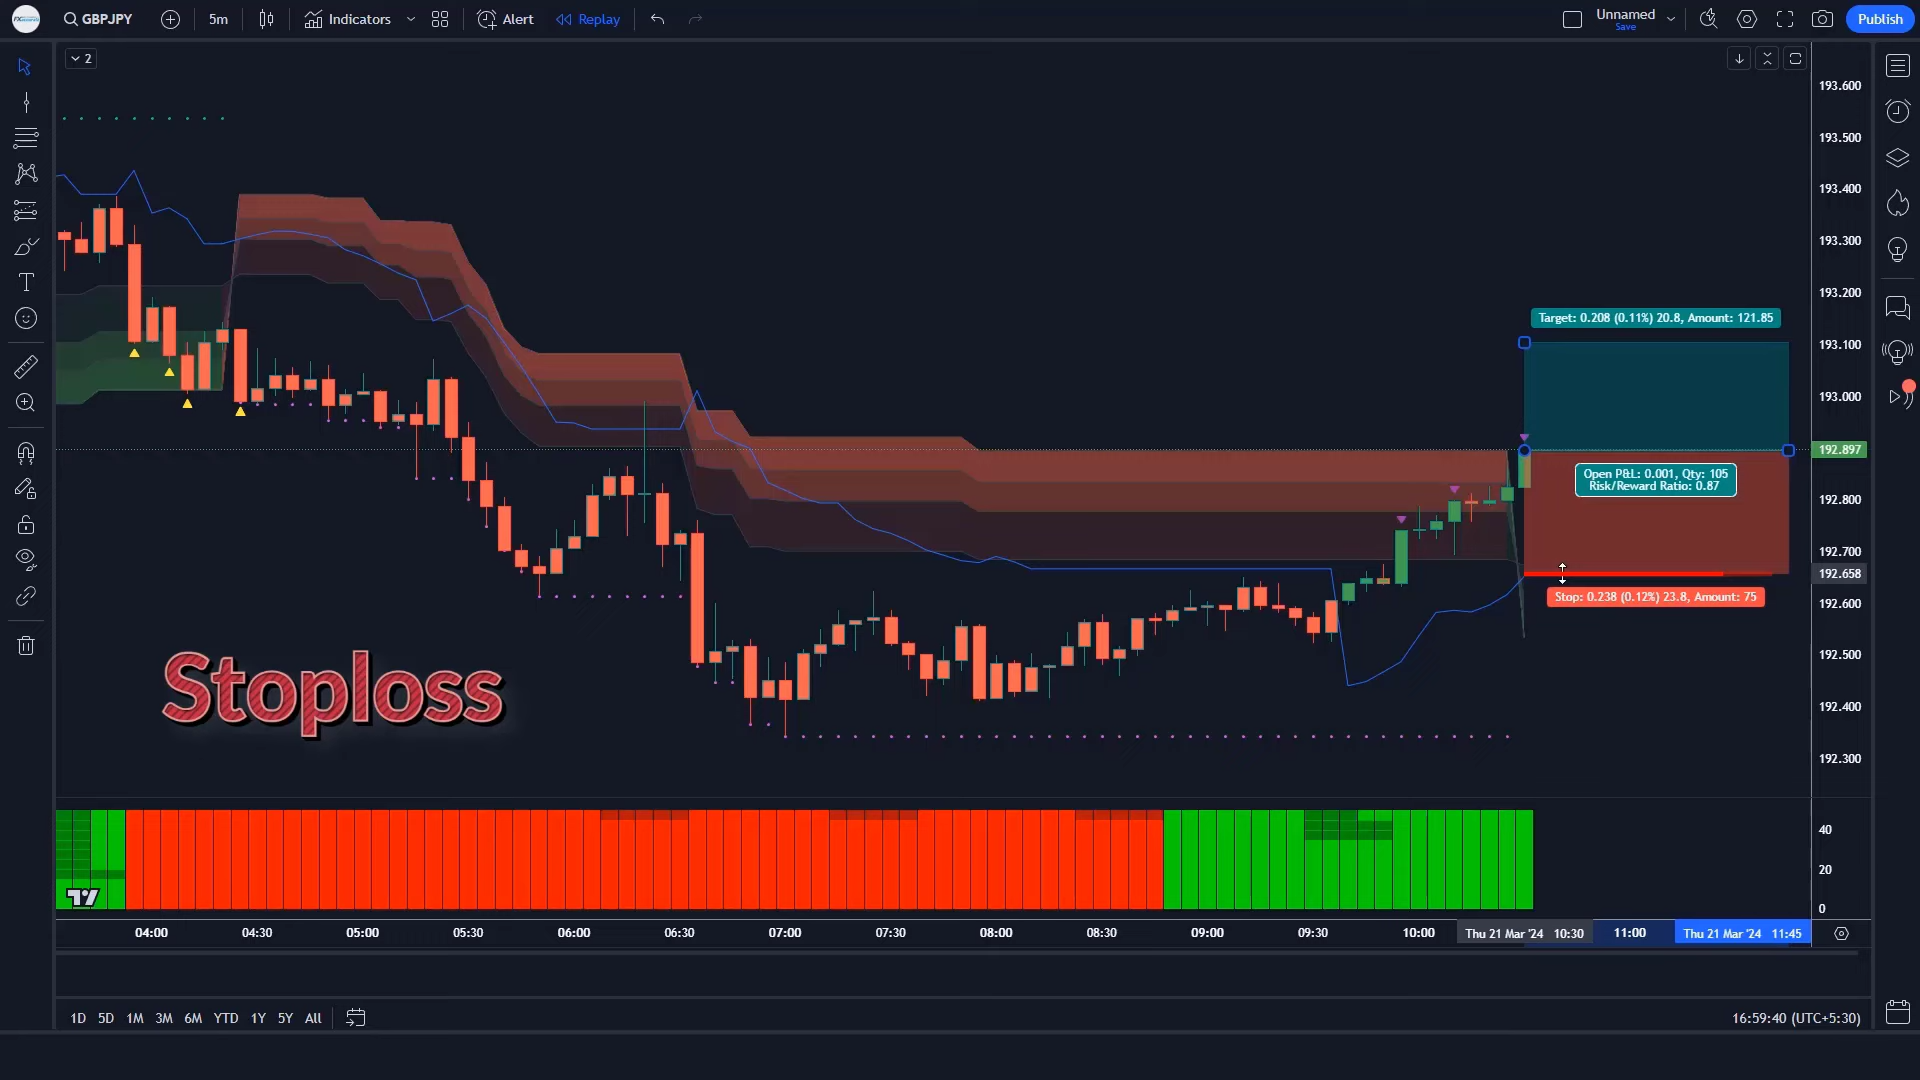 GBPJPY
5m
Indicators
Alert
Replay
Unnamed
Save
Publish
2
193.600
193.500
193.400
193.300
193.200
193.100
193.000
192.897
192.800
192.700
192.658
192.600
192.500
192.400
192.300
Target: 0.208 (0.11%) 20.8, Amount: 121.85
Open P&L: 0.001, Qty: 105
Risk/Reward Ratio: 0.87
Stop: 0.238 (0.12%) 23.8, Amount: 75
Stoploss
40
20
0
04:00 04:30 05:00 05:30 06:00 06:30 07:00 07:30 08:00 08:30 09:00 09:30 10:00 Thu 21 Mar '24 10:30 11:00 Thu 21 Mar '24 11:45
1D 5D 1M 3M 6M YTD 1Y 5Y All
16:59:40 (UTC+5:30)